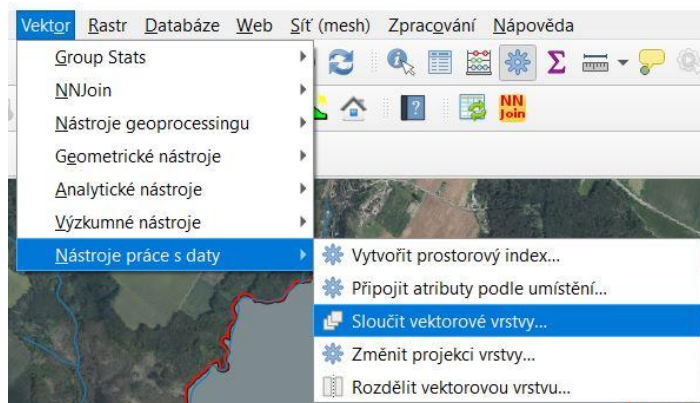 Vektor Rastr Databáze Web Síť (mesh) Zpracování Nápověda
Group Stats
NNJoin
NN
Join
Nástroje geoprocessingu
Geometrické nástroje
Analytické nástroje
Výzkumné nástroje
Nástroje práce s daty
Vytvořit prostorový index...
Připojit atributy podle umístění...
Sloučit vektorové vrstvy...
Změnit projekci vrstvy...
Rozdělit vektorovou vrstvu...